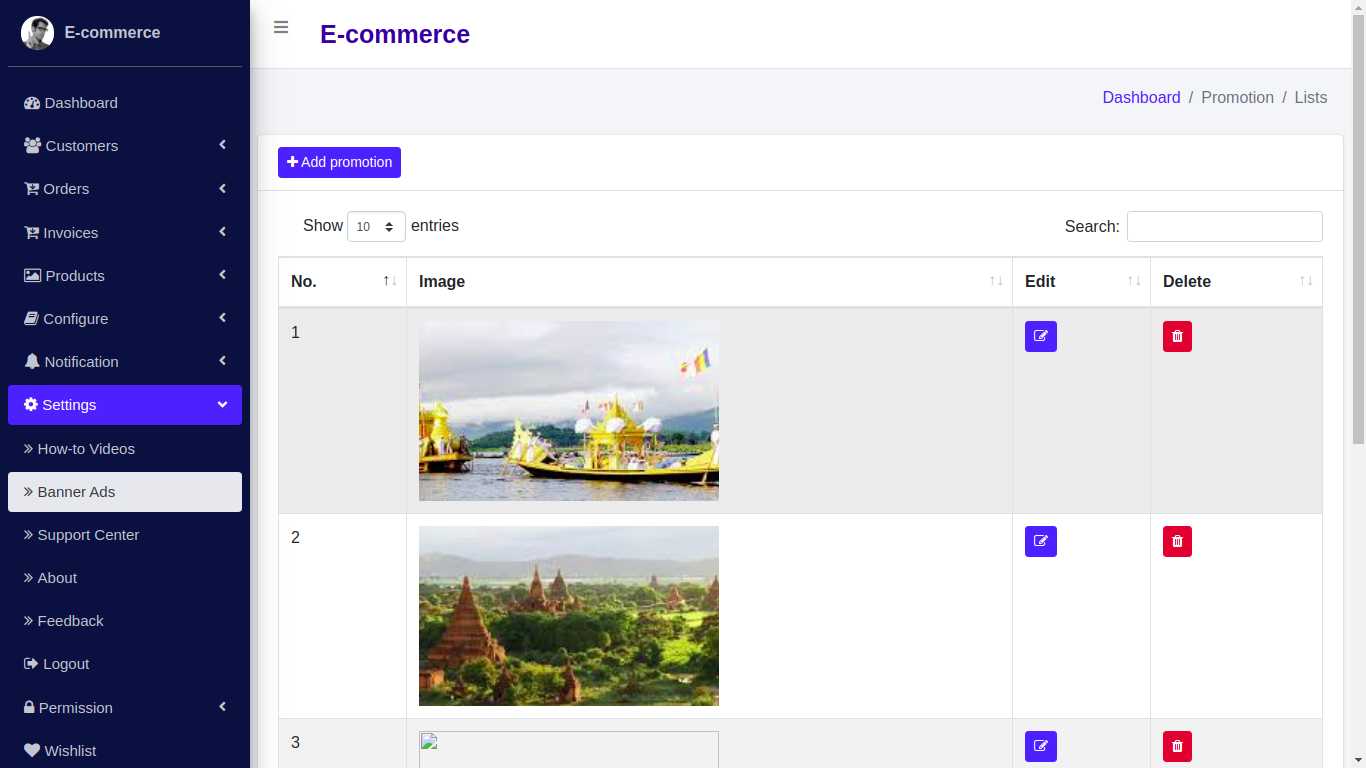 E-commerce
Dashboard
Customers
Orders
Invoices
Products
Configure
Notification
Settings
How-to Videos
Banner Ads
Support Center
About
Feedback
Logout
Permission
Wishlist
E-commerce
Dashboard / Promotion / Lists
Add promotion
Show 10 entries
Search:
No. Image Edit Delete
1
2
3